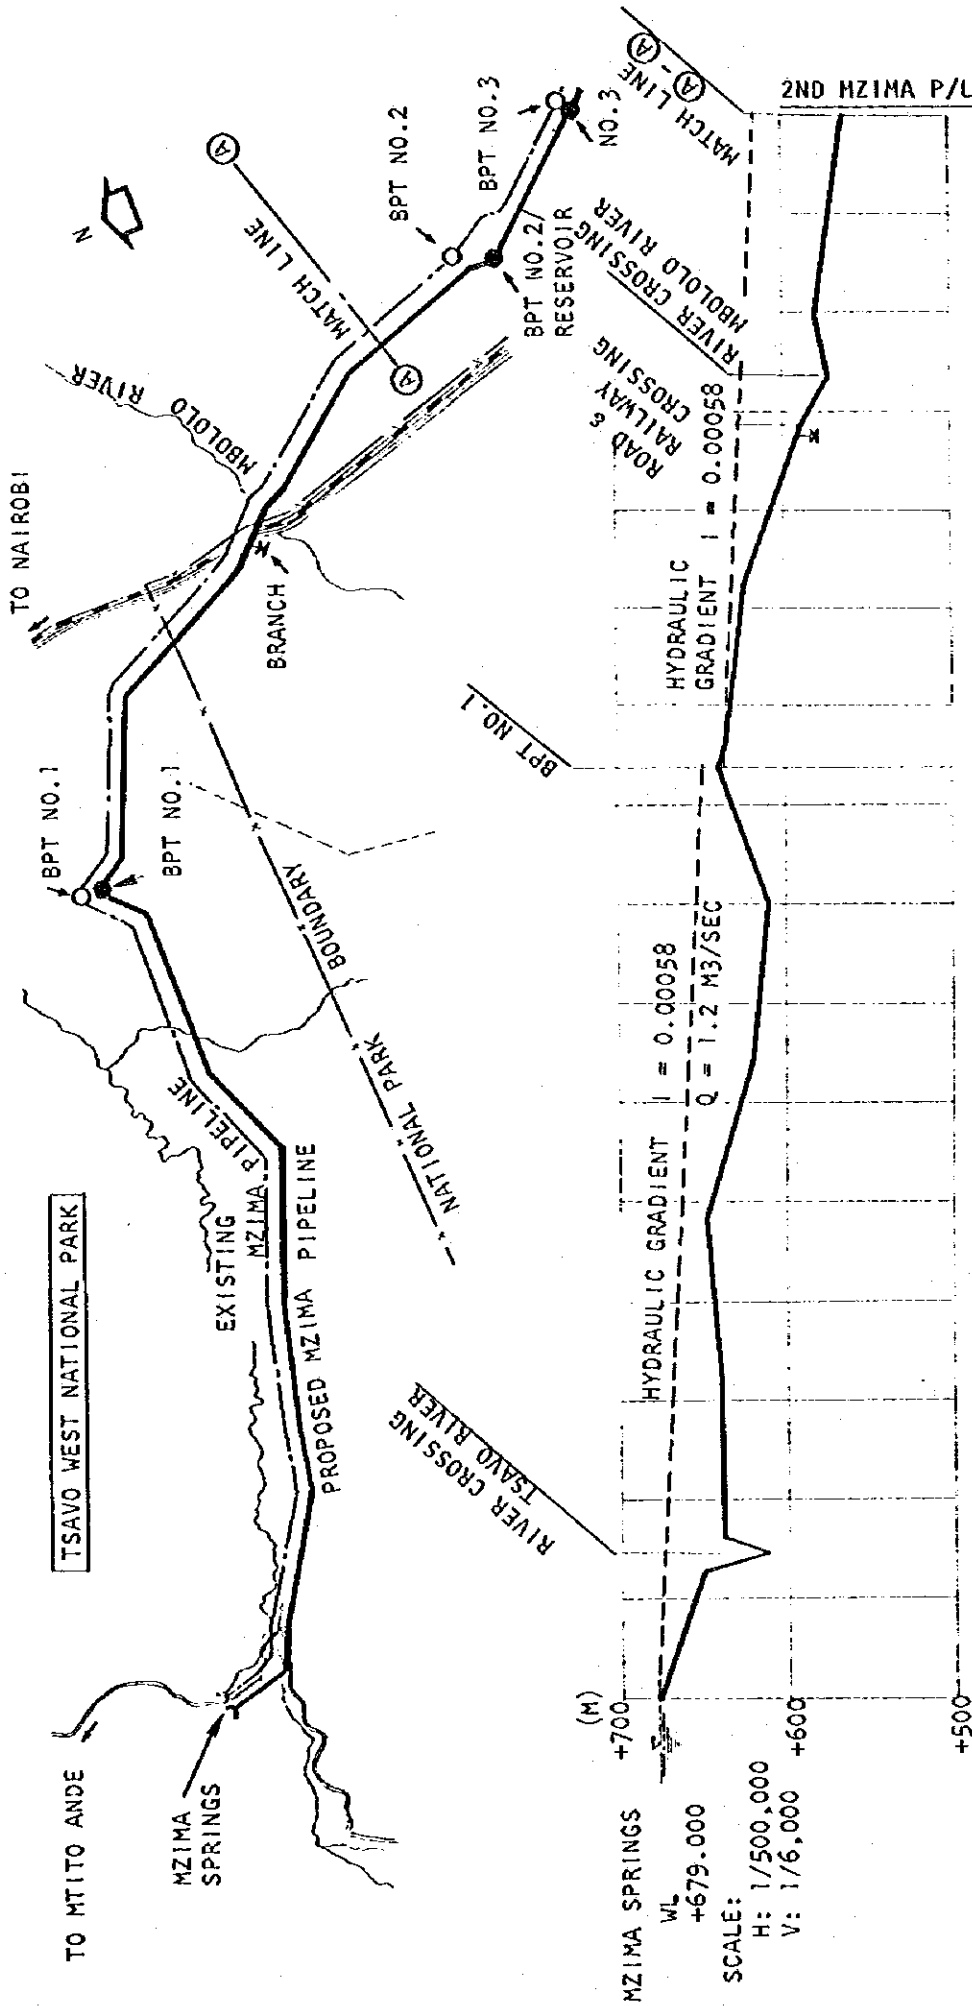 TO MTITO ANDE
MZIMA
SPRINGS
TSAVO WEST NATIONAL PARK
EXISTING
MZIMA PIPELINE
PROPOSED MZIMA PIPELINE
BPT NO.1
BPT NO.1
NATIONAL PARK BOUNDARY
TO NAIROBI
BRANCH
MBOLOLO RIVER
MATCH LINE
A
A
N
BPT NO.2
BPT NO.2/
RESERVOIR
BPT NO.3
NO.3
RIVER CROSSING
TSAVO RIVER
BPT NO.1
ROAD &
RAILWAY
CROSSING
RIVER CROSSING
MBOLOLO RIVER
MATCH LINE
A - A
2ND MZIMA P/L
HYDRAULIC GRADIENT I = 0.00058
Q = 1.2 M3/SEC
HYDRAULIC
GRADIENT I = 0.00058
(M)
+700
+600
+500
MZIMA SPRINGS
WL
+679.000
SCALE:
H: 1/500,000
V: 1/6,000